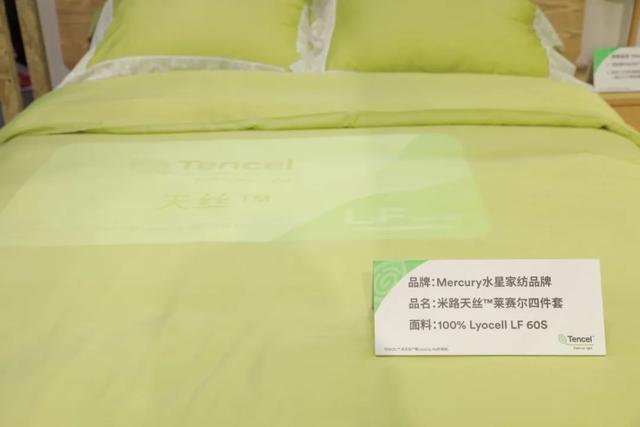 Tencel
天丝™
LF
品牌:Mercury水星家纺品牌
品名:米路天丝™莱赛尔四件套
面料:100% Lyocell LF 60S
Tencel™